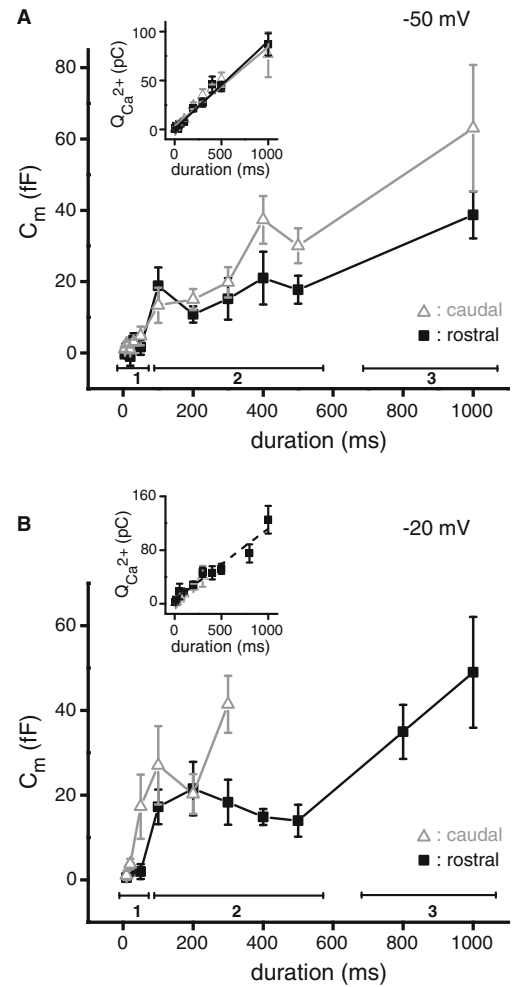 A
-50 mV
Q Ca2+ (pC)
100
50
0
0 500 1000
duration (ms)
Cm (fF)
80
60
40
20
0
△ : caudal
■ : rostral
1 2 3
0 200 400 600 800 1000
duration (ms)
B
-20 mV
Q Ca2+ (pC)
160
80
0
0 500 1000
duration (ms)
Cm (fF)
60
40
20
0
△ : caudal
■ : rostral
1 2 3
0 200 400 600 800 1000
duration (ms)